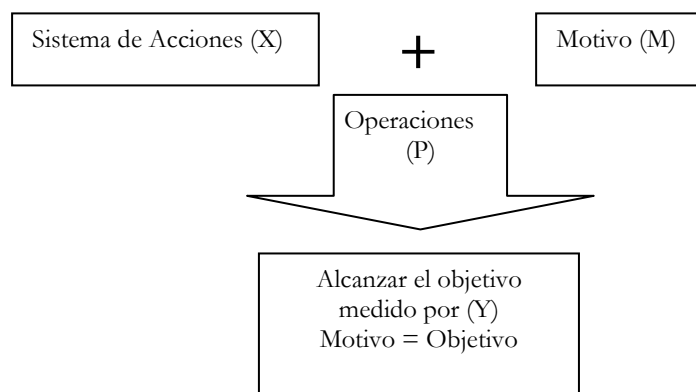 Sistema de Acciones (X)
+
Motivo (M)
Operaciones
(P)
Alcanzar el objetivo
medido por (Y)
Motivo = Objetivo